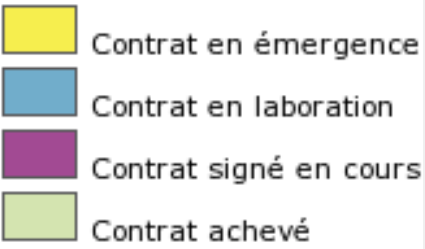 Contrat en émergence
Contrat en laboration
Contrat signé en cours
Contrat achevé